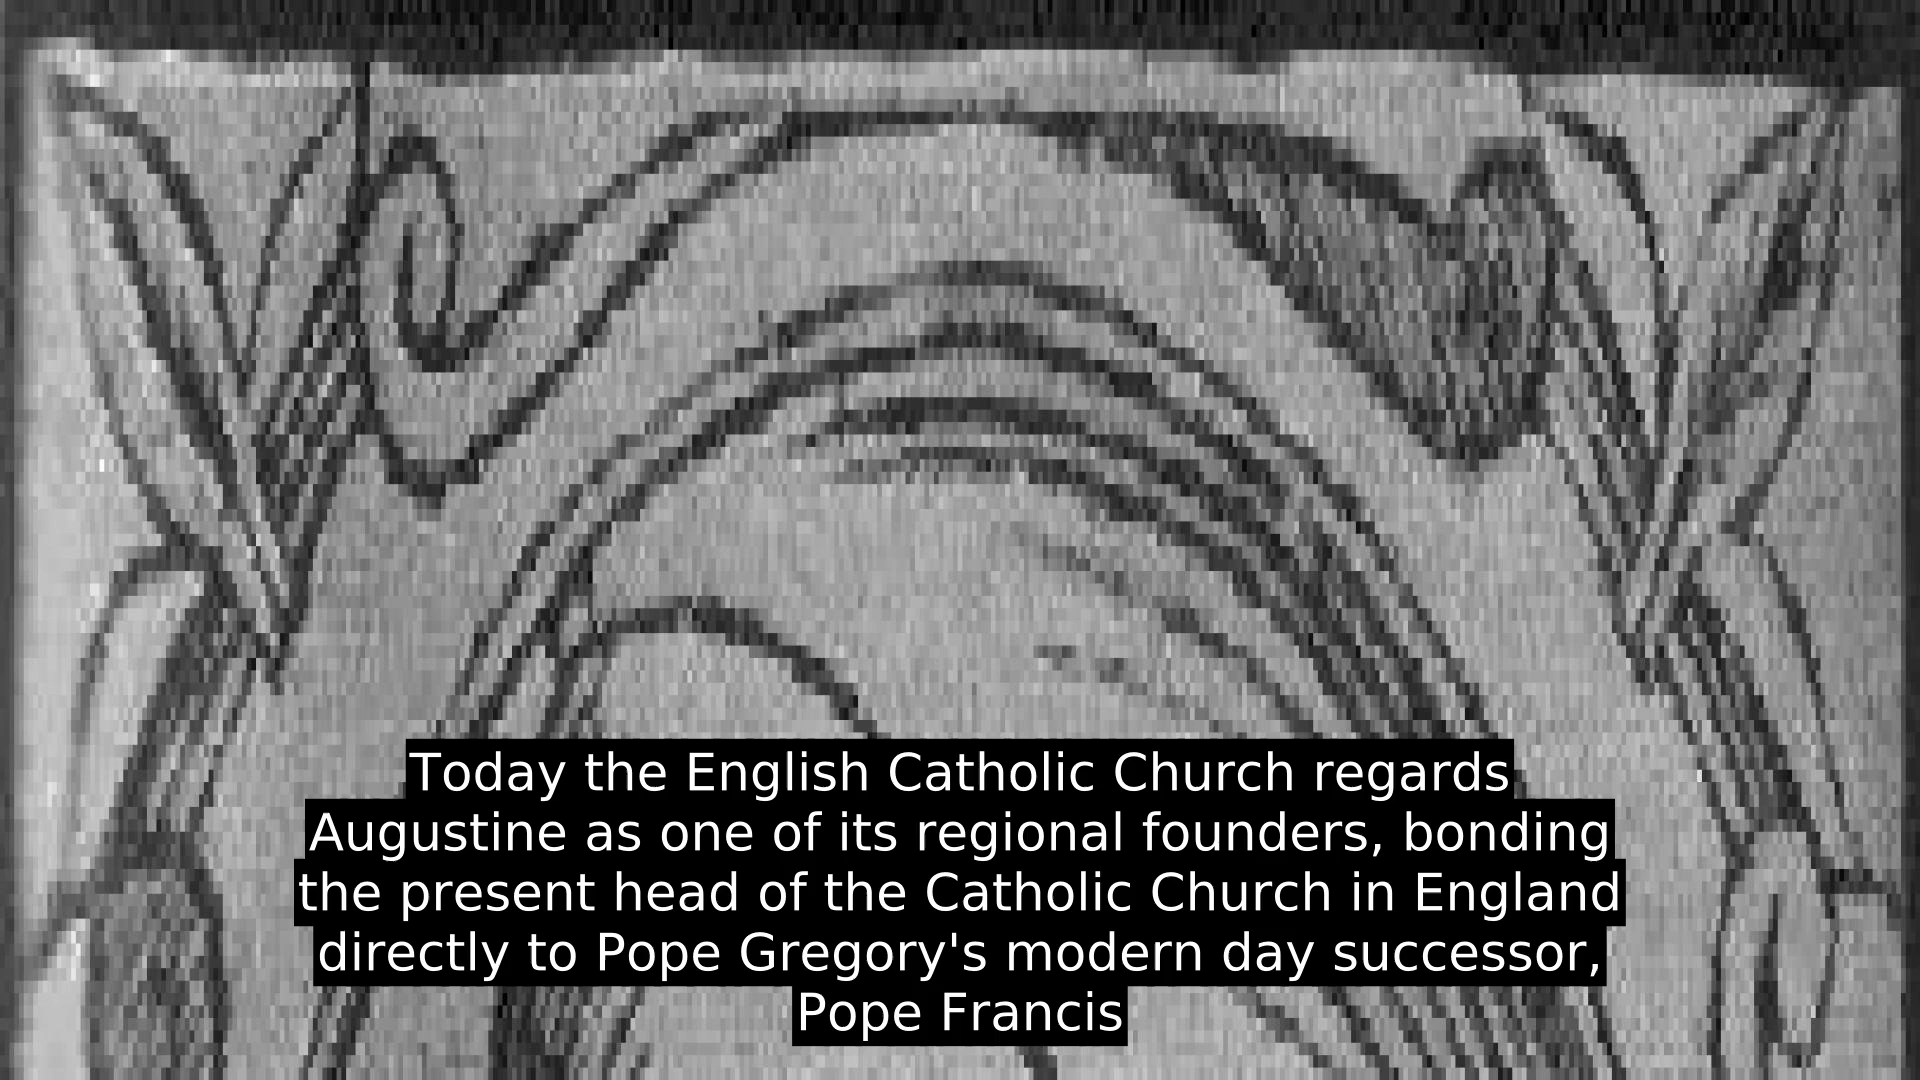 Today the English Catholic Church regards
Augustine as one of its regional founders, bonding
the present head of the Catholic Church in England
directly to Pope Gregory's modern day successor,
Pope Francis